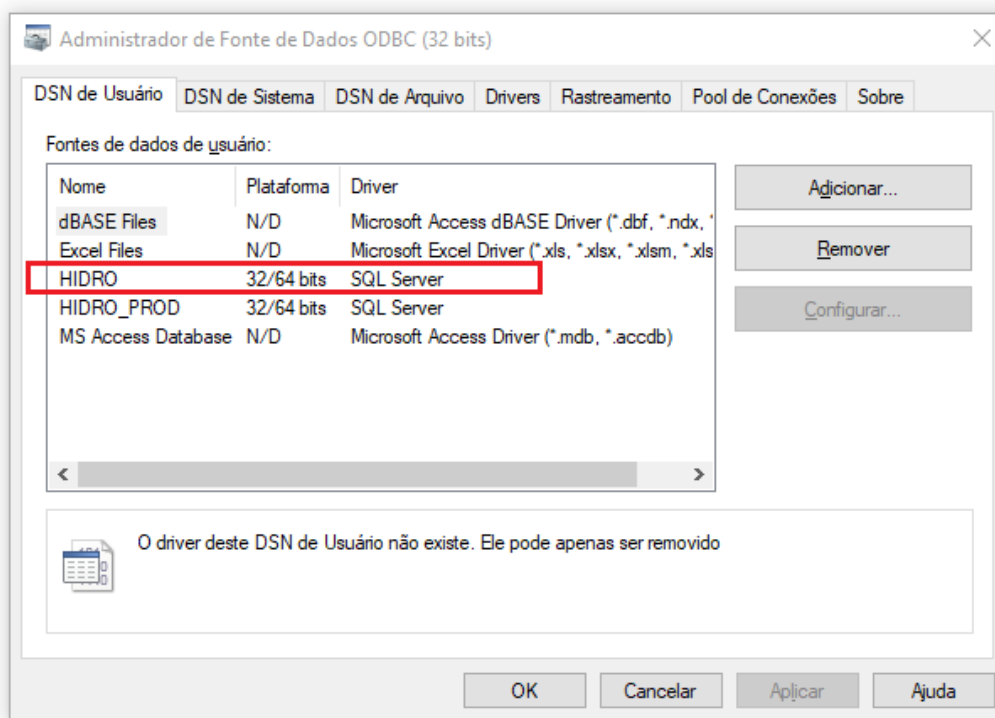 Administrador de Fonte de Dados ODBC (32 bits)
DSN de Usuário DSN de Sistema DSN de Arquivo Drivers Rastreamento Pool de Conexões Sobre
Fontes de dados de usuário:
Nome Plataforma Driver
dBASE Files N/D Microsoft Access dBASE Driver (*.dbf, *.ndx, *
Excel Files N/D Microsoft Excel Driver (*.xls, *.xlsx, *.xlsm, *.xls
HIDRO 32/64 bits SQL Server
HIDRO_PROD 32/64 bits SQL Server
MS Access Database N/D Microsoft Access Driver (*.mdb, *.accdb)
Adicionar...
Remover
Configurar...
O driver deste DSN de Usuário não existe. Ele pode apenas ser removido
OK Cancelar Aplicar Ajuda